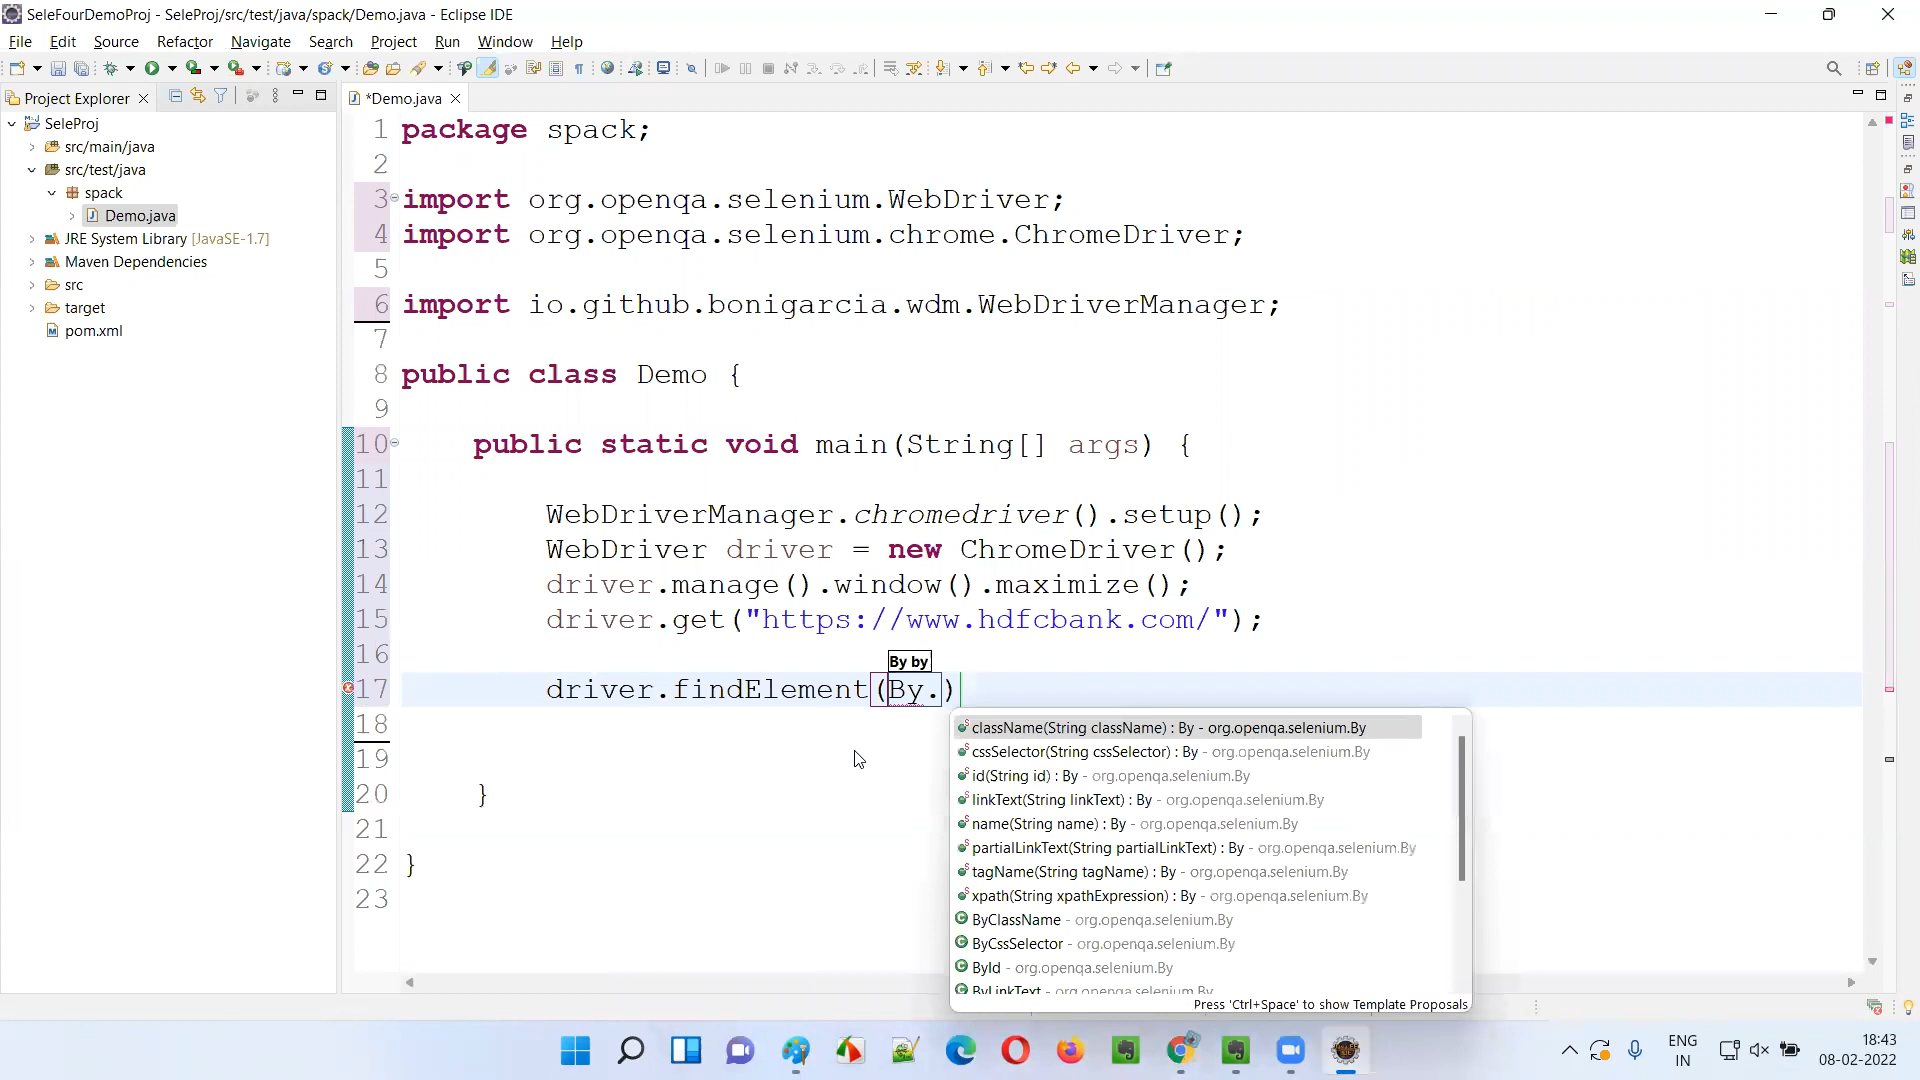 SeleFourDemoProj - SeleProj/src/test/java/spack/Demo.java - Eclipse IDE
File Edit Source Refactor Navigate Search Project Run Window Help
Project Explorer
*Demo.java
SeleProj
src/main/java
src/test/java
spack
Demo.java
JRE System Library [JavaSE-1.7]
Maven Dependencies
src
target
pom.xml
1 package spack;
2
3 import org.openqa.selenium.WebDriver;
4 import org.openqa.selenium.chrome.ChromeDriver;
5
6 import io.github.bonigarcia.wdm.WebDriverManager;
7
8 public class Demo {
9
10 public static void main(String[] args) {
11
12 WebDriverManager.chromedriver().setup();
13 WebDriver driver = new ChromeDriver();
14 driver.manage().window().maximize();
15 driver.get("https://www.hdfcbank.com/");
16
By by
17 driver.findElement(By.)
18
19
20 }
21
22 }
23
className(String className) : By - org.openqa.selenium.By
cssSelector(String cssSelector) : By - org.openqa.selenium.By
id(String id) : By - org.openqa.selenium.By
linkText(String linkText) : By - org.openqa.selenium.By
name(String name) : By - org.openqa.selenium.By
partialLinkText(String partialLinkText) : By - org.openqa.selenium.By
tagName(String tagName) : By - org.openqa.selenium.By
xpath(String xpathExpression) : By - org.openqa.selenium.By
ByClassName - org.openqa.selenium.By
ByCssSelector - org.openqa.selenium.By
ById - org.openqa.selenium.By
ByLinkText - org.openqa.selenium.By
Press 'Ctrl+Space' to show Template Proposals
ENG
IN
18:43
08-02-2022